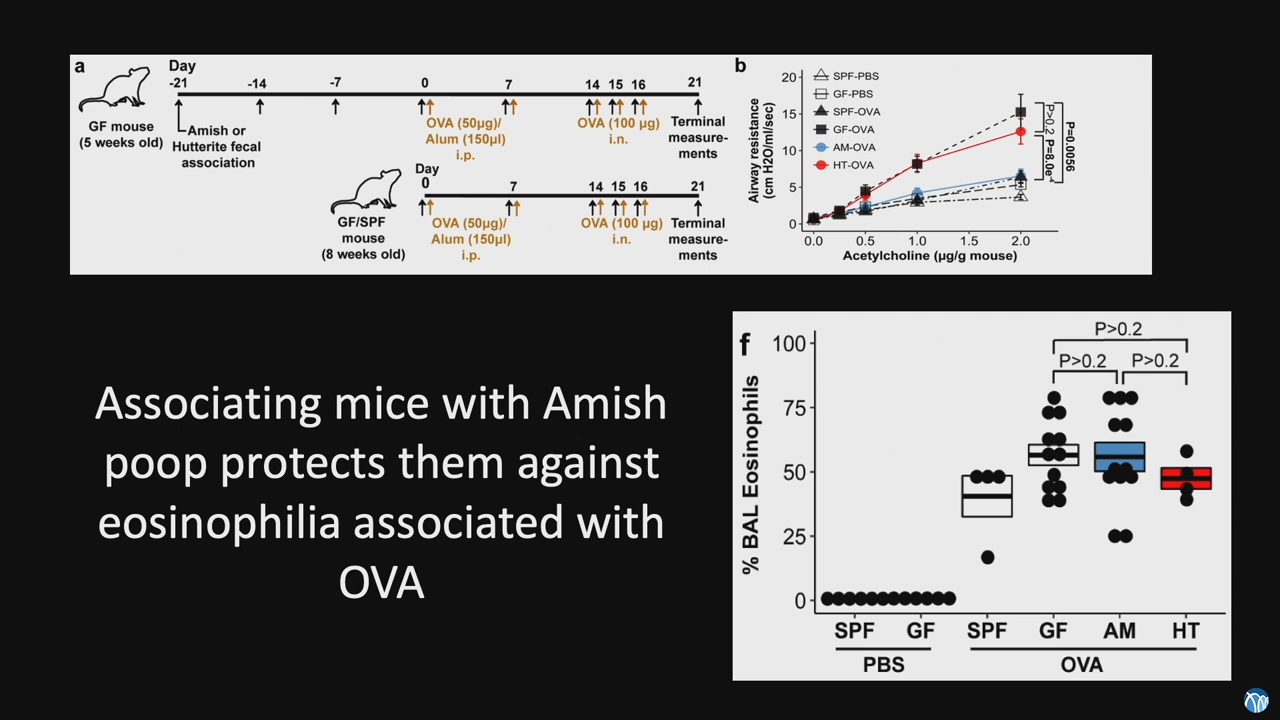 a
Day
-21 -14 -7 0 7 14 15 16 21
GF mouse
(5 weeks old)
Amish or
Hutterite fecal
association
OVA (50µg)/
Alum (150µl)
i.p.
OVA (100 µg)
i.n.
Terminal
measure-
ments
Day
0 7 14 15 16 21
GF/SPF
mouse
(8 weeks old)
OVA (50µg)/
Alum (150µl)
i.p.
OVA (100 µg)
i.n.
Terminal
measure-
ments
b
Airway resistance
(cm H2O/ml/sec)
20
15
10
5
0
SPF-PBS
GF-PBS
SPF-OVA
GF-OVA
AM-OVA
HT-OVA
P>0.2
P=0.0056
0.0 0.5 1.0 1.5 2.0
Acetylcholine (µg/g mouse)
Associating mice with Amish
poop protects them against
eosinophilia associated with
OVA
f
% BAL Eosinophils
100
75
50
25
0
P>0.2
P>0.2 P>0.2
SPF GF SPF GF AM HT
PBS OVA